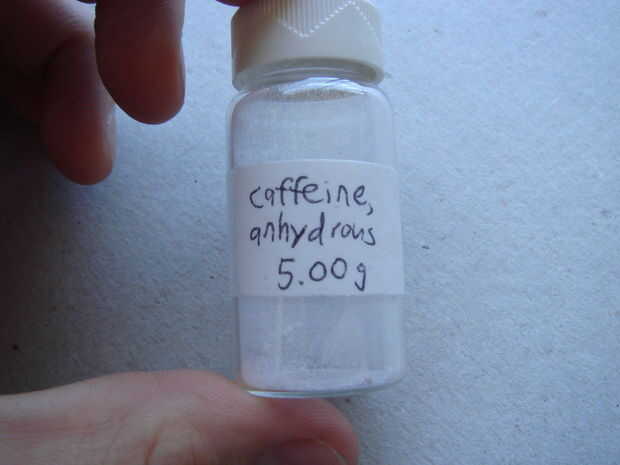 caffeine,
anhydrous
5.00g